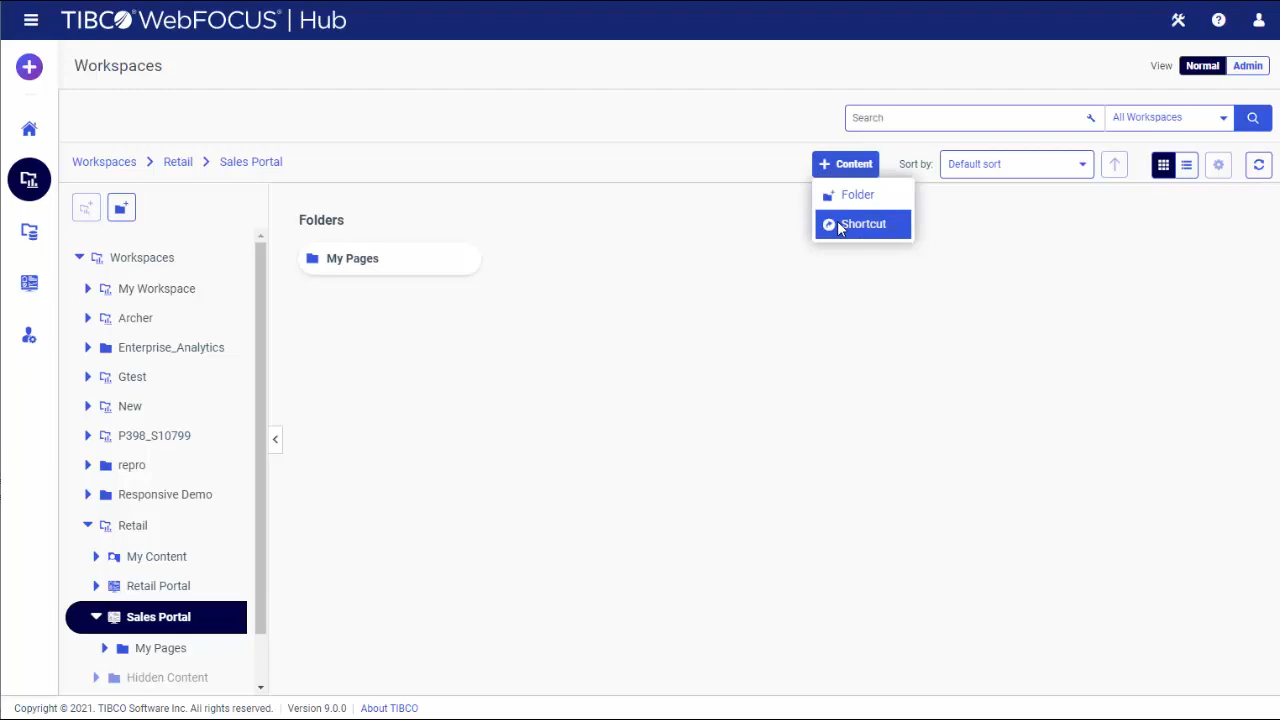 TIBCO® WebFOCUS® | Hub
Workspaces
View Normal Admin
Search All Workspaces
Workspaces Retail Sales Portal
+ Content Sort by: Default sort
Folder
Shortcut
Folders
My Pages
Workspaces
My Workspace
Archer
Enterprise_Analytics
Gtest
New
P398_S10799
repro
Responsive Demo
Retail
My Content
Retail Portal
Sales Portal
My Pages
Hidden Content
Copyright © 2021. TIBCO Software Inc. All rights reserved. | Version 9.0.0 | About TIBCO